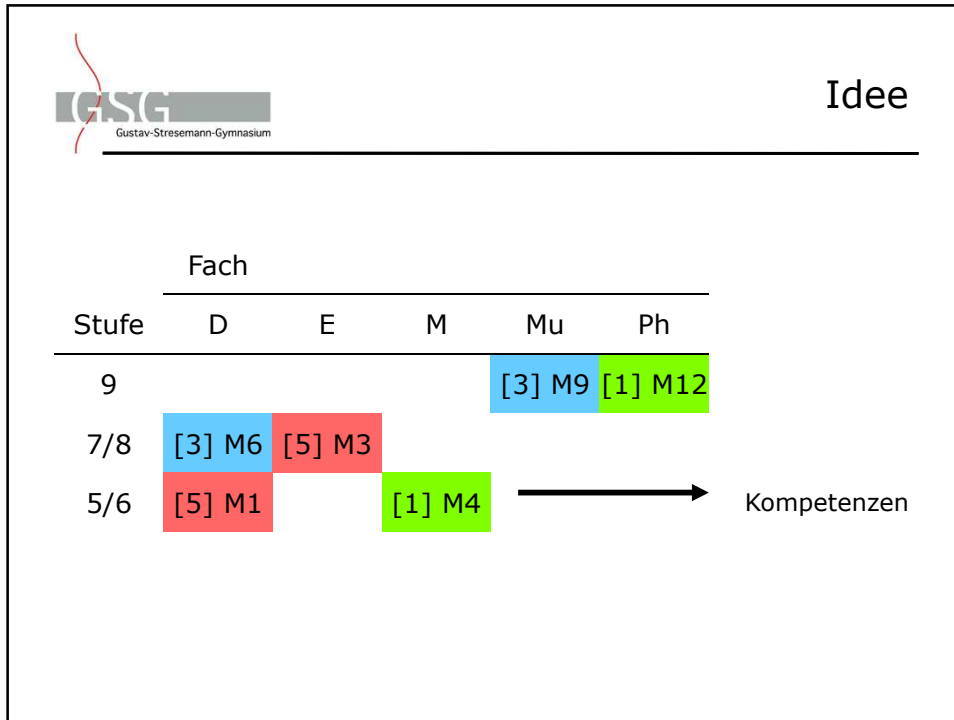 GSG
Gustav-Stresemann-Gymnasium
Idee
Fach
Stufe D E M Mu Ph
9 [3] M9 [1] M12
7/8 [3] M6 [5] M3
5/6 [5] M1 [1] M4 Kompetenzen